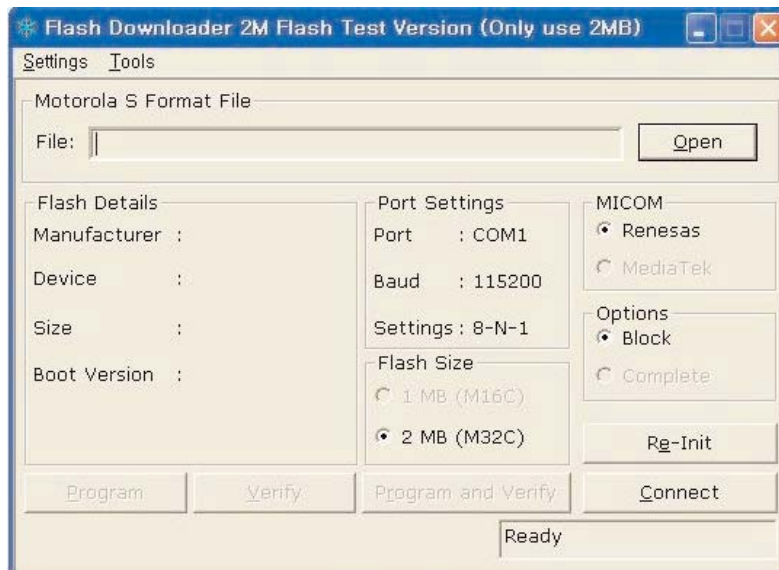 Flash Downloader 2M Flash Test Version (Only use 2MB)
Settings Tools
Motorola S Format File
File:
Open
Flash Details
Manufacturer :
Device :
Size :
Boot Version :
Port Settings
Port : COM1
Baud : 115200
Settings : 8-N-1
Flash Size
1 MB (M16C)
2 MB (M32C)
MICOM
Renesas
MediaTek
Options
Block
Complete
Re-Init
Program
Verify
Program and Verify
Connect
Ready